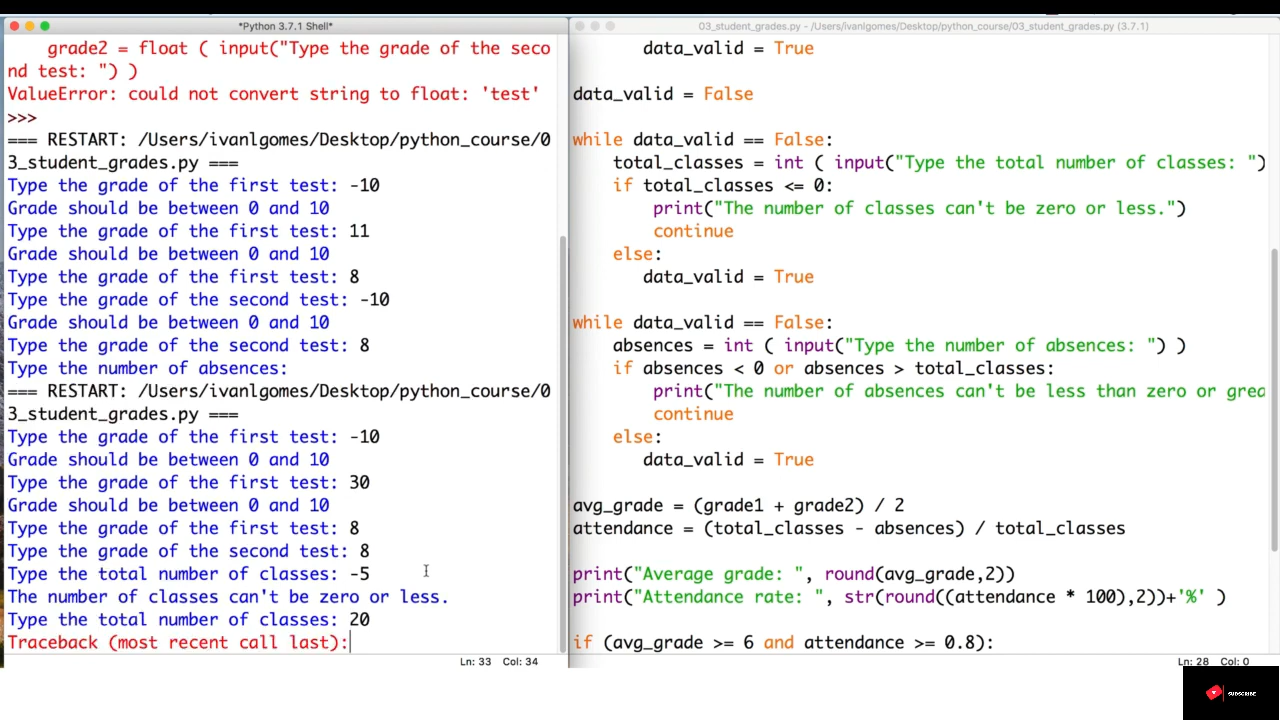 *Python 3.7.1 Shell*
grade2 = float ( input("Type the grade of the seco
nd test: ") )
ValueError: could not convert string to float: 'test'
>>>
=== RESTART: /Users/ivanlgomes/Desktop/python_course/0
3_student_grades.py ===
Type the grade of the first test: -10
Grade should be between 0 and 10
Type the grade of the first test: 11
Grade should be between 0 and 10
Type the grade of the first test: 8
Type the grade of the second test: -10
Grade should be between 0 and 10
Type the grade of the second test: 8
Type the number of absences:
=== RESTART: /Users/ivanlgomes/Desktop/python_course/0
3_student_grades.py ===
Type the grade of the first test: -10
Grade should be between 0 and 10
Type the grade of the first test: 30
Grade should be between 0 and 10
Type the grade of the first test: 8
Type the grade of the second test: 8
Type the total number of classes: -5
The number of classes can't be zero or less.
Type the total number of classes: 20
Traceback (most recent call last):
Ln: 33 Col: 34
03_student_grades.py - /Users/ivanlgomes/Desktop/python_course/03_student_grades.py (3.7.1)
data_valid = True
data_valid = False
while data_valid == False:
total_classes = int ( input("Type the total number of classes: ")
if total_classes <= 0:
print("The number of classes can't be zero or less.")
continue
else:
data_valid = True
while data_valid == False:
absences = int ( input("Type the number of absences: ") )
if absences < 0 or absences > total_classes:
print("The number of absences can't be less than zero or grea
continue
else:
data_valid = True
avg_grade = (grade1 + grade2) / 2
attendance = (total_classes - absences) / total_classes
print("Average grade: ", round(avg_grade,2))
print("Attendance rate: ", str(round((attendance * 100),2))+'%' )
if (avg_grade >= 6 and attendance >= 0.8):
Ln: 28 Col: 0
SUBSCRIBE